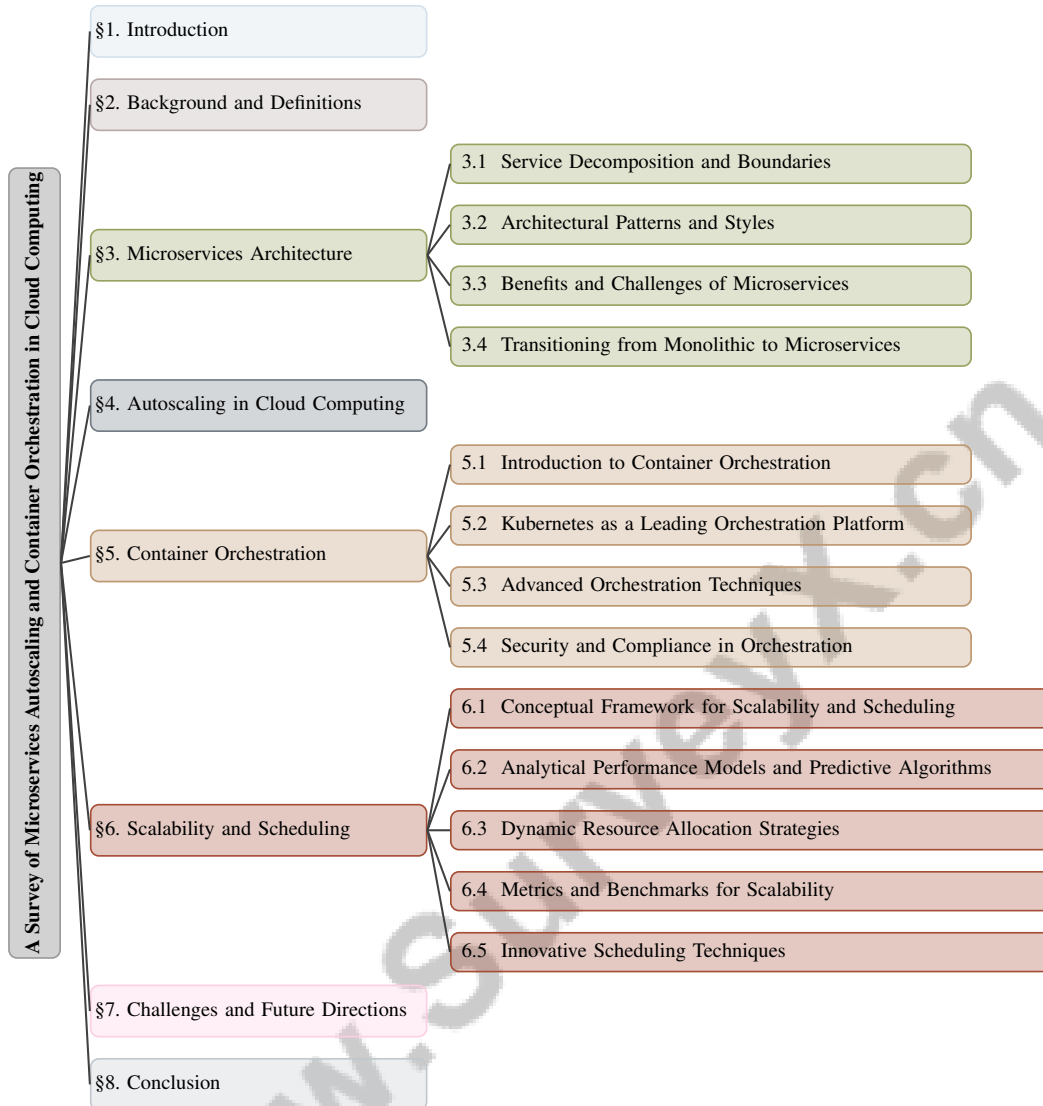 A Survey of Microservices Autoscaling and Container Orchestration in Cloud Computing
§1. Introduction
§2. Background and Definitions
§3. Microservices Architecture
3.1 Service Decomposition and Boundaries
3.2 Architectural Patterns and Styles
3.3 Benefits and Challenges of Microservices
3.4 Transitioning from Monolithic to Microservices
§4. Autoscaling in Cloud Computing
§5. Container Orchestration
5.1 Introduction to Container Orchestration
5.2 Kubernetes as a Leading Orchestration Platform
5.3 Advanced Orchestration Techniques
5.4 Security and Compliance in Orchestration
§6. Scalability and Scheduling
6.1 Conceptual Framework for Scalability and Scheduling
6.2 Analytical Performance Models and Predictive Algorithms
6.3 Dynamic Resource Allocation Strategies
6.4 Metrics and Benchmarks for Scalability
6.5 Innovative Scheduling Techniques
§7. Challenges and Future Directions
§8. Conclusion
w.SurveyX.cn